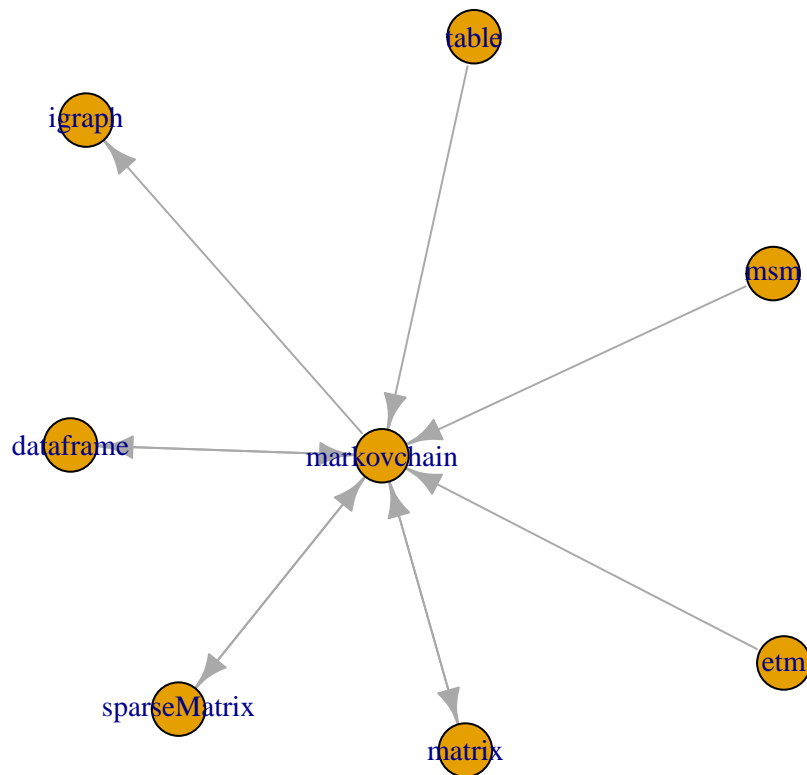 table
igraph
msm
dataframe
markovchain
etm
sparseMatrix
matrix